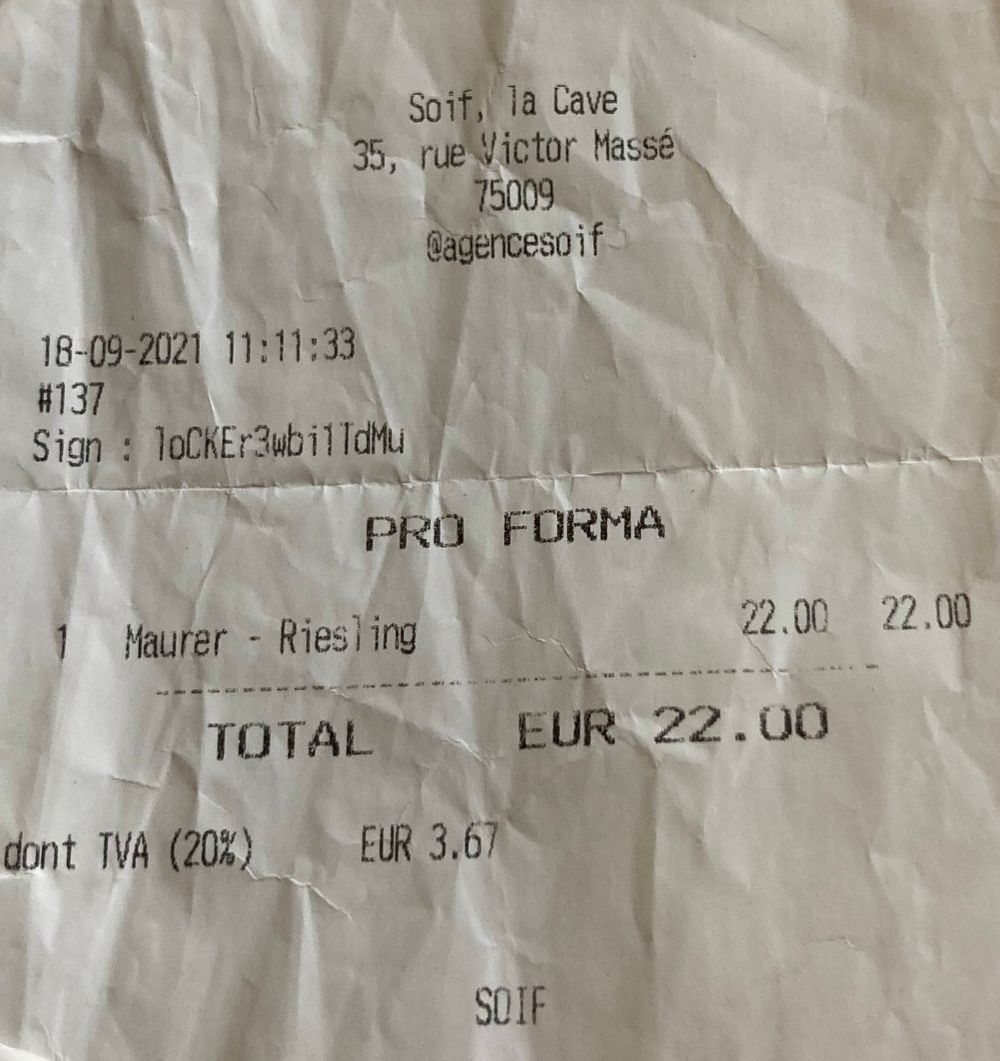 Soif, la Cave
35, rue Victor Massé
75009
@agencesoif
18-09-2021 11:11:33
#137
Sign : loCKEr3wbilTdMu
PRO FORMA
1 Maurer - Riesling 22.00 22.00
TOTAL EUR 22.00
dont TVA (20%) EUR 3.67
SOIF